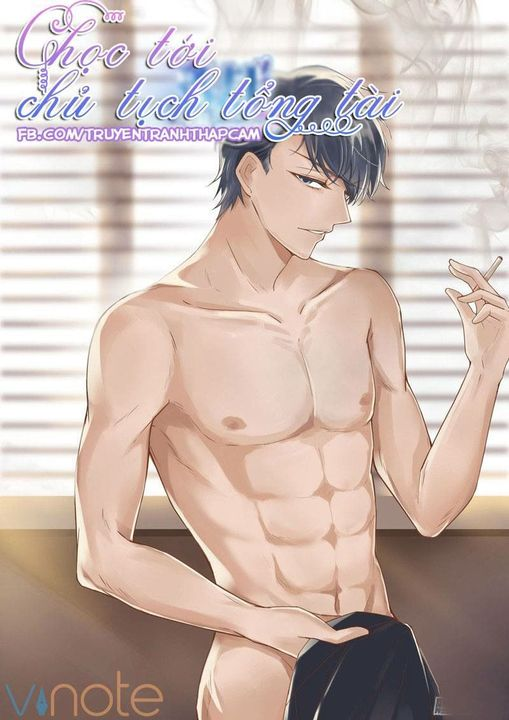 Chọc tới
chủ tịch tổng tài
FB.COM/TRUYENTRANHTHAPCAM
vinote